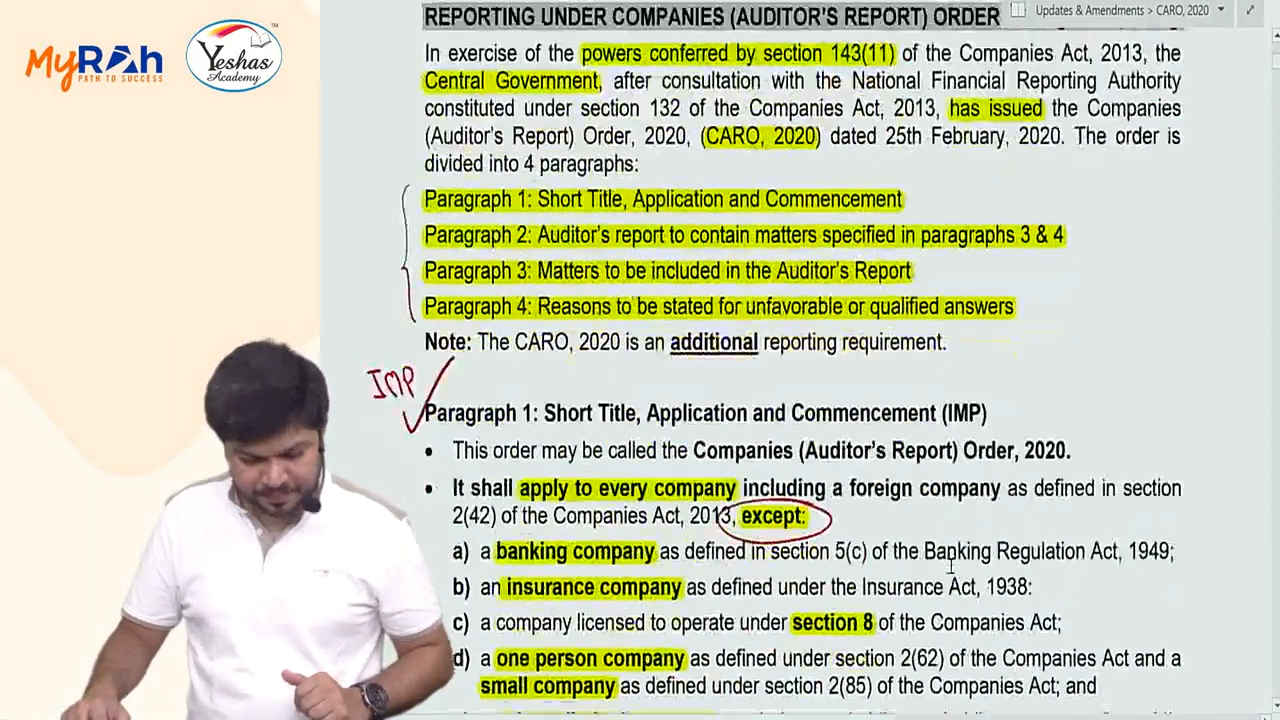 MyRAh
PATH TO SUCCESS
Yeshas
Academy
Updates & Amendments > CARO, 2020
REPORTING UNDER COMPANIES (AUDITOR'S REPORT) ORDER
In exercise of the powers conferred by section 143(11) of the Companies Act, 2013, the
Central Government, after consultation with the National Financial Reporting Authority
constituted under section 132 of the Companies Act, 2013, has issued the Companies
(Auditor's Report) Order, 2020, (CARO, 2020) dated 25th February, 2020. The order is
divided into 4 paragraphs:
Paragraph 1: Short Title, Application and Commencement
Paragraph 2: Auditor's report to contain matters specified in paragraphs 3 & 4
Paragraph 3: Matters to be included in the Auditor's Report
Paragraph 4: Reasons to be stated for unfavorable or qualified answers
Note: The CARO, 2020 is an additional reporting requirement.
IMP
Paragraph 1: Short Title, Application and Commencement (IMP)
• This order may be called the Companies (Auditor's Report) Order, 2020.
• It shall apply to every company including a foreign company as defined in section
2(42) of the Companies Act, 2013, except:
a) a banking company as defined in section 5(c) of the Banking Regulation Act, 1949;
b) an insurance company as defined under the Insurance Act, 1938:
c) a company licensed to operate under section 8 of the Companies Act;
d) a one person company as defined under section 2(62) of the Companies Act and a
small company as defined under section 2(85) of the Companies Act; and